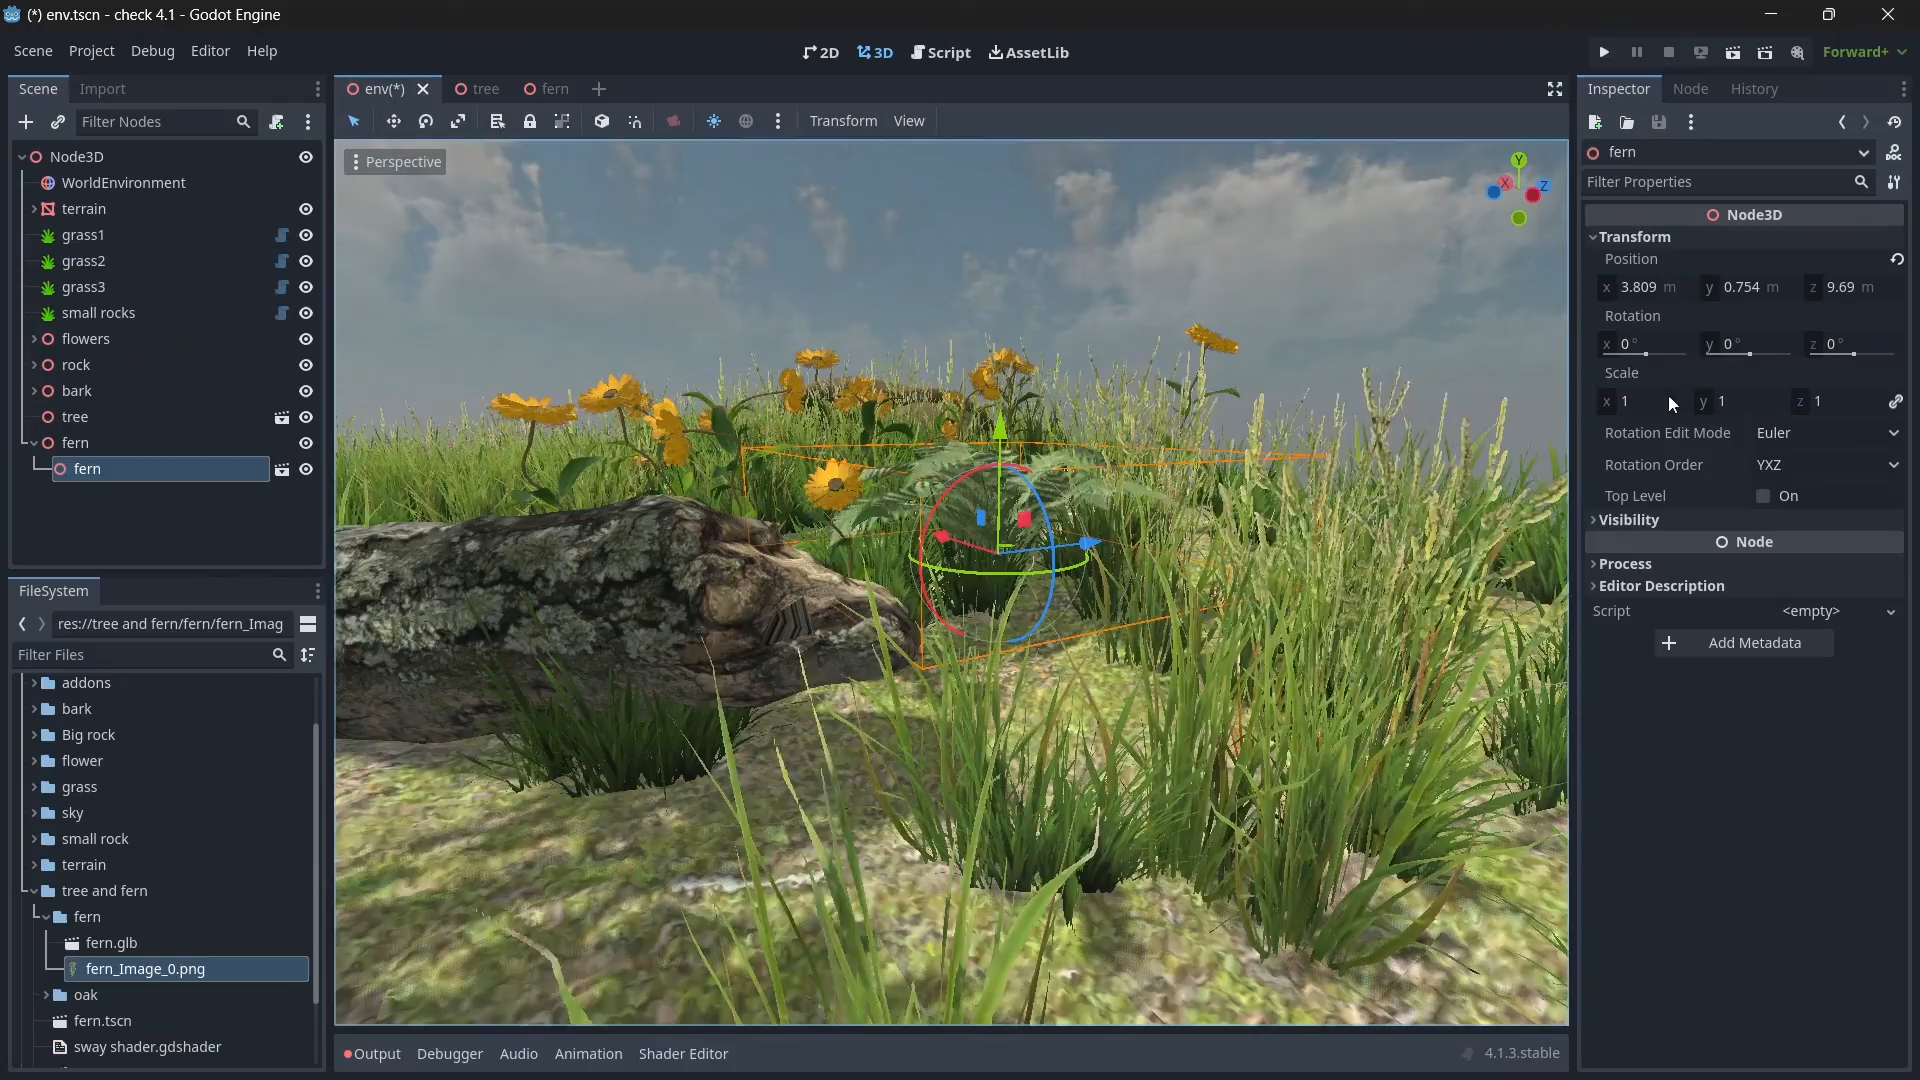 (*) env.tscn - check 4.1 - Godot Engine
Scene Project Debug Editor Help
2D 3D Script AssetLib
Forward+
Scene Import
Filter Nodes
Node3D
WorldEnvironment
terrain
grass1
grass2
grass3
small rocks
flowers
rock
bark
tree
fern
fern
FileSystem
res://tree and fern/fern/fern_Imag
Filter Files
addons
bark
Big rock
flower
grass
sky
small rock
terrain
tree and fern
fern
fern.glb
fern_Image_0.png
oak
fern.tscn
sway shader.gdshader
env(*) tree fern
Transform View
Perspective
Y
X
Z
Output Debugger Audio Animation Shader Editor
4.1.3.stable
Inspector Node History
fern
Filter Properties
Node3D
Transform
Position
x 3.809 m y 0.754 m z 9.69 m
Rotation
x 0° y 0° z 0°
Scale
x 1 y 1 z 1
Rotation Edit Mode Euler
Rotation Order YXZ
Top Level On
Visibility
Node
Process
Editor Description
Script <empty>
Add Metadata